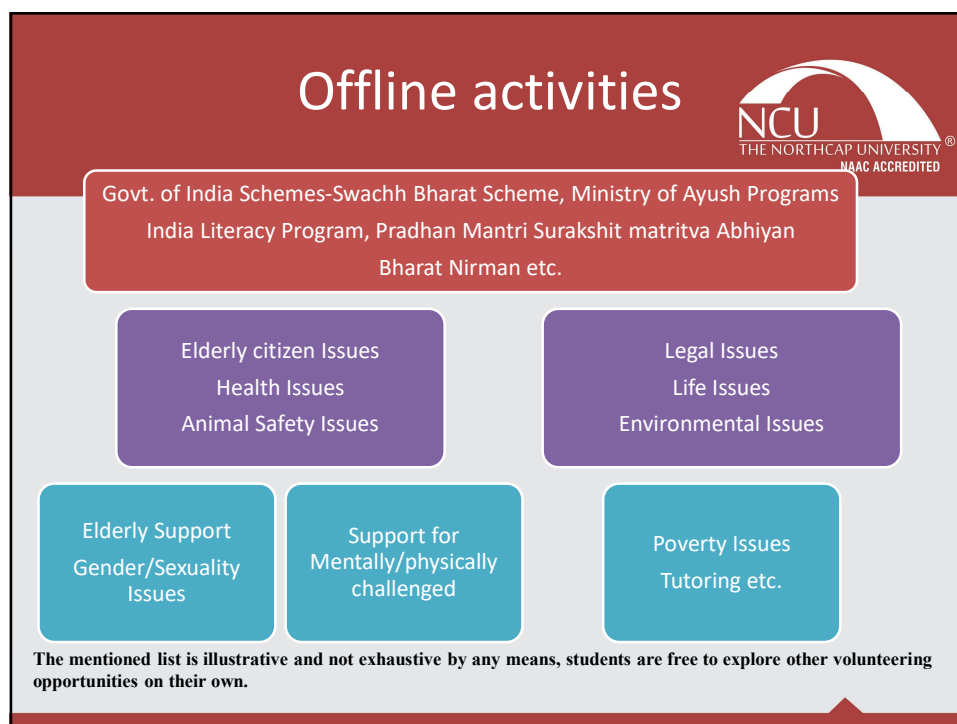 Offline activities
NCU
THE NORTHCAP UNIVERSITY ®
NAAC ACCREDITED
Govt. of India Schemes-Swachh Bharat Scheme, Ministry of Ayush Programs
India Literacy Program, Pradhan Mantri Surakshit matritva Abhiyan
Bharat Nirman etc.
Elderly citizen Issues
Health Issues
Animal Safety Issues
Legal Issues
Life Issues
Environmental Issues
Elderly Support
Gender/Sexuality
Issues
Support for
Mentally/physically
challenged
Poverty Issues
Tutoring etc.
The mentioned list is illustrative and not exhaustive by any means, students are free to explore other volunteering
opportunities on their own.